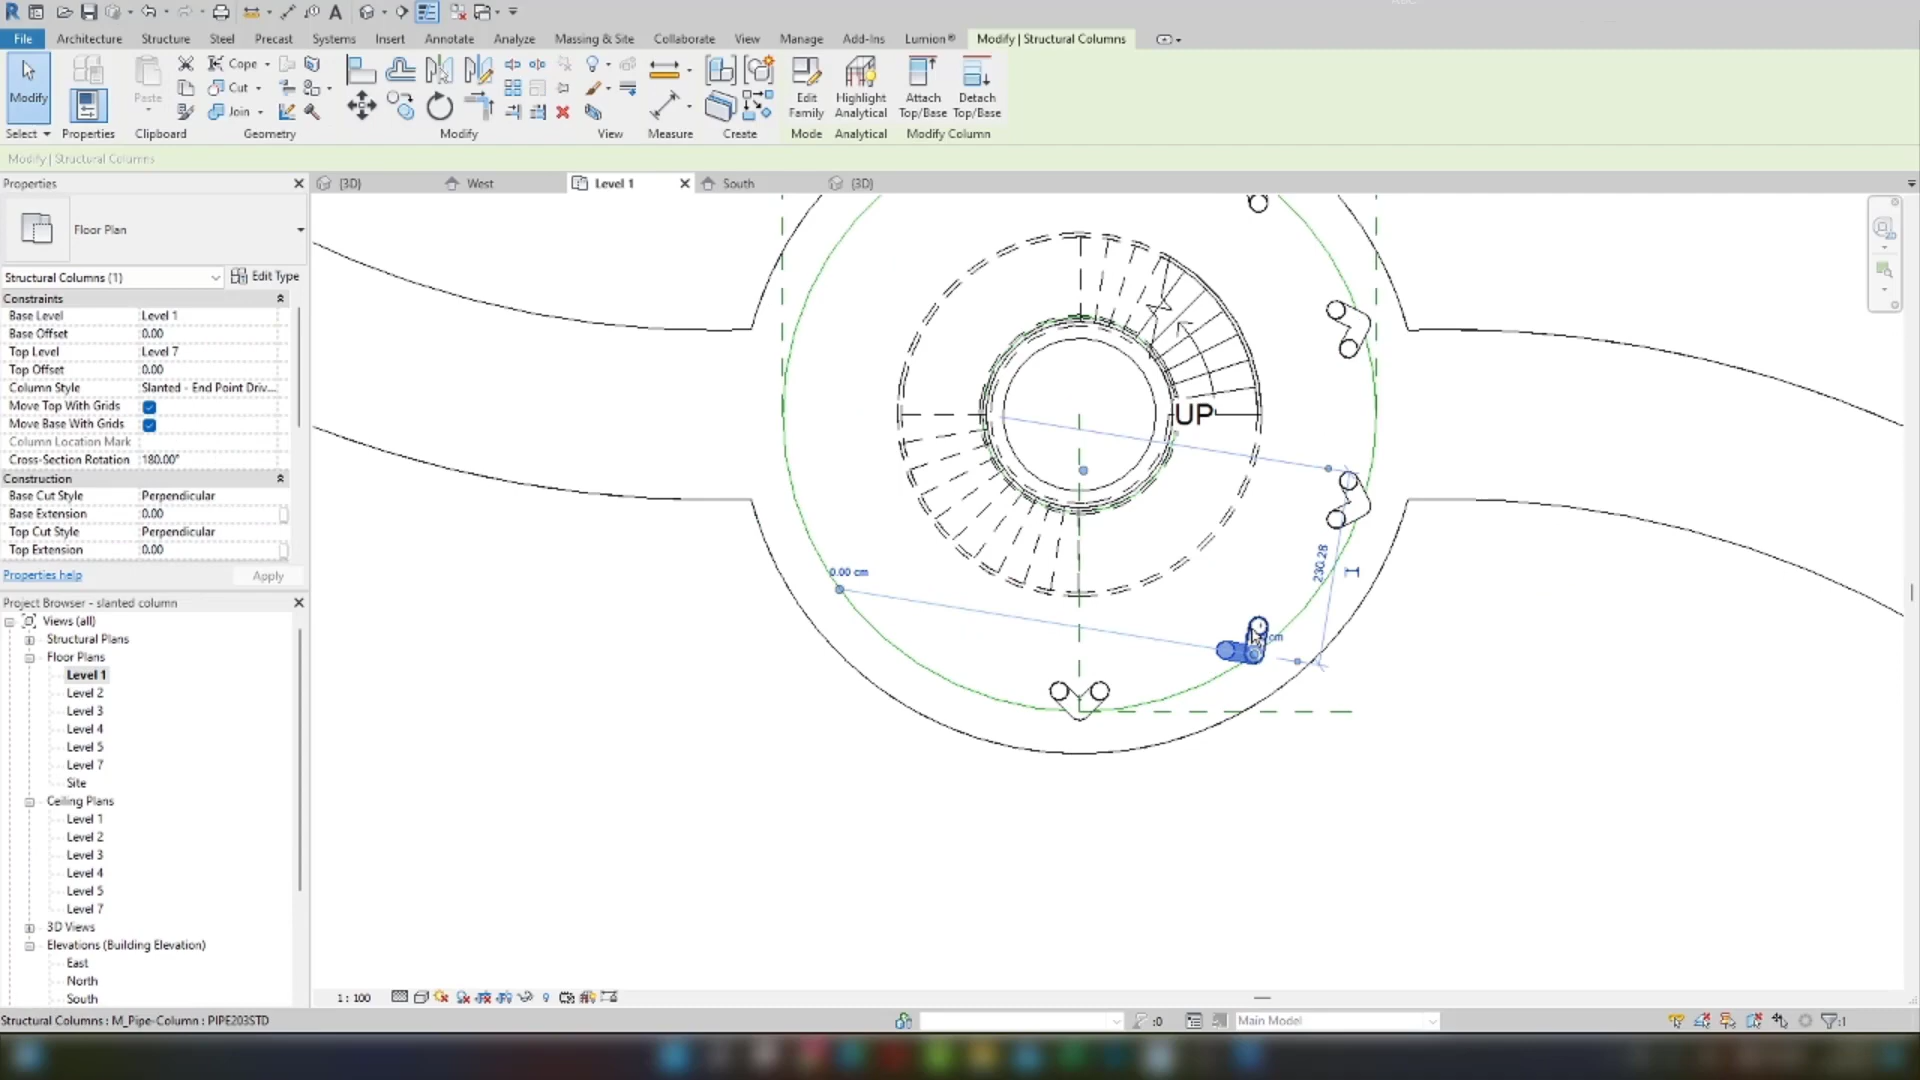 File Architecture Structure Steel Precast Systems Insert Annotate Analyze Massing & Site Collaborate View Manage Add-Ins Lumion® Modify | Structural Columns
Modify
Paste
Cope
Cut
Join
Edit Family
Highlight Analytical
Attach Top/Base
Detach Top/Base
Select Properties Clipboard Geometry Modify View Measure Create Mode Analytical Modify Column
Modify | Structural Columns
Properties
{3D} West Level 1 South {3D}
Floor Plan
Structural Columns (1) Edit Type
Constraints
Base Level Level 1
Base Offset 0.00
Top Level Level 7
Top Offset 0.00
Column Style Slanted - End Point Driv...
Move Top With Grids
Move Base With Grids
Column Location Mark
Cross-Section Rotation 180.00°
Construction
Base Cut Style Perpendicular
Base Extension 0.00
Top Cut Style Perpendicular
Top Extension 0.00
Properties help Apply
Project Browser - slanted column
Views (all)
Structural Plans
Floor Plans
Level 1
Level 2
Level 3
Level 4
Level 5
Level 7
Site
Ceiling Plans
Level 1
Level 2
Level 3
Level 4
Level 5
Level 7
3D Views
Elevations (Building Elevation)
East
North
South
UP
0.00 cm
230.28
cm
1 : 100
Structural Columns : M_Pipe-Column : PIPE203STD
:0
Main Model
:1